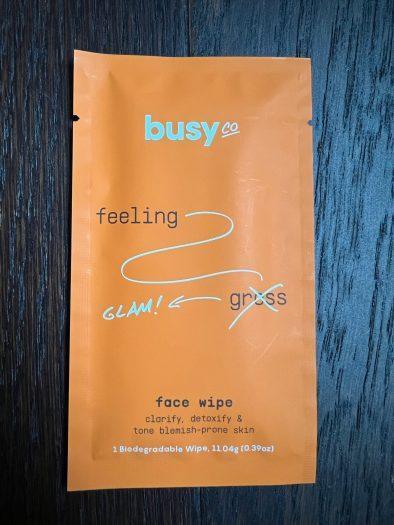 busy co
feeling
gross
GLAM!
face wipe
clarify, detoxify &
tone blemish-prone skin
1 Biodegradable Wipe, 11.04g (0.39oz)